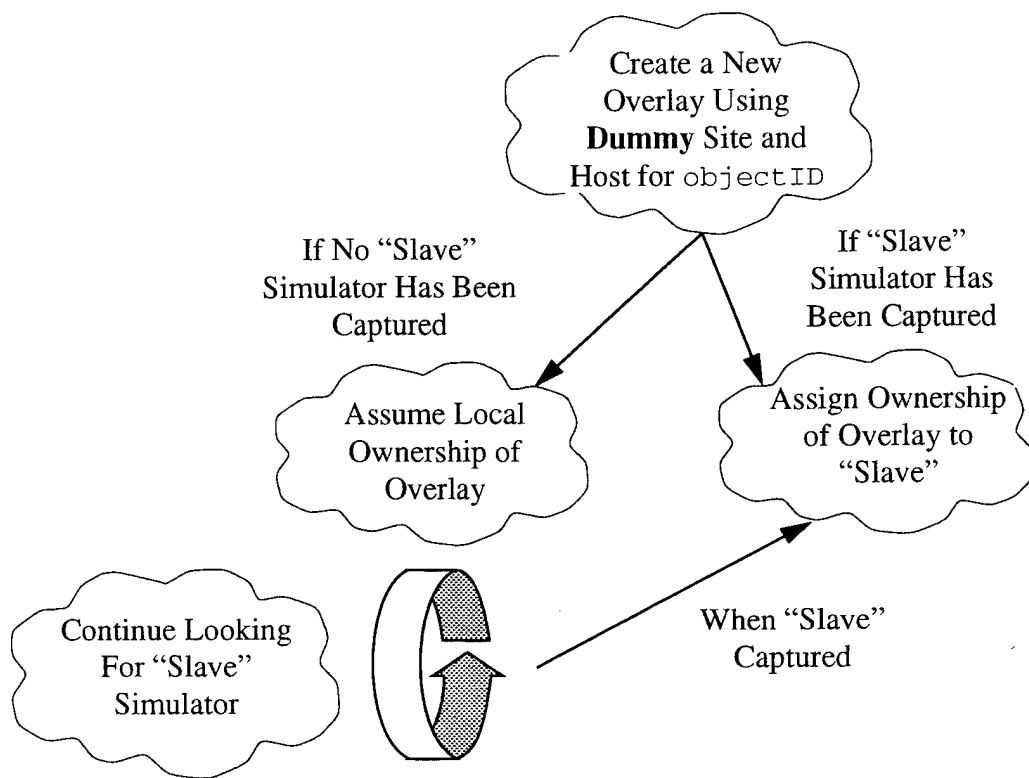 Create a New
Overlay Using
Dummy Site and
Host for objectID
If No “Slave”
Simulator Has Been
Captured
If “Slave”
Simulator Has
Been Captured
Assume Local
Ownership of
Overlay
Assign Ownership
of Overlay to
“Slave”
Continue Looking
For “Slave”
Simulator
When “Slave”
Captured